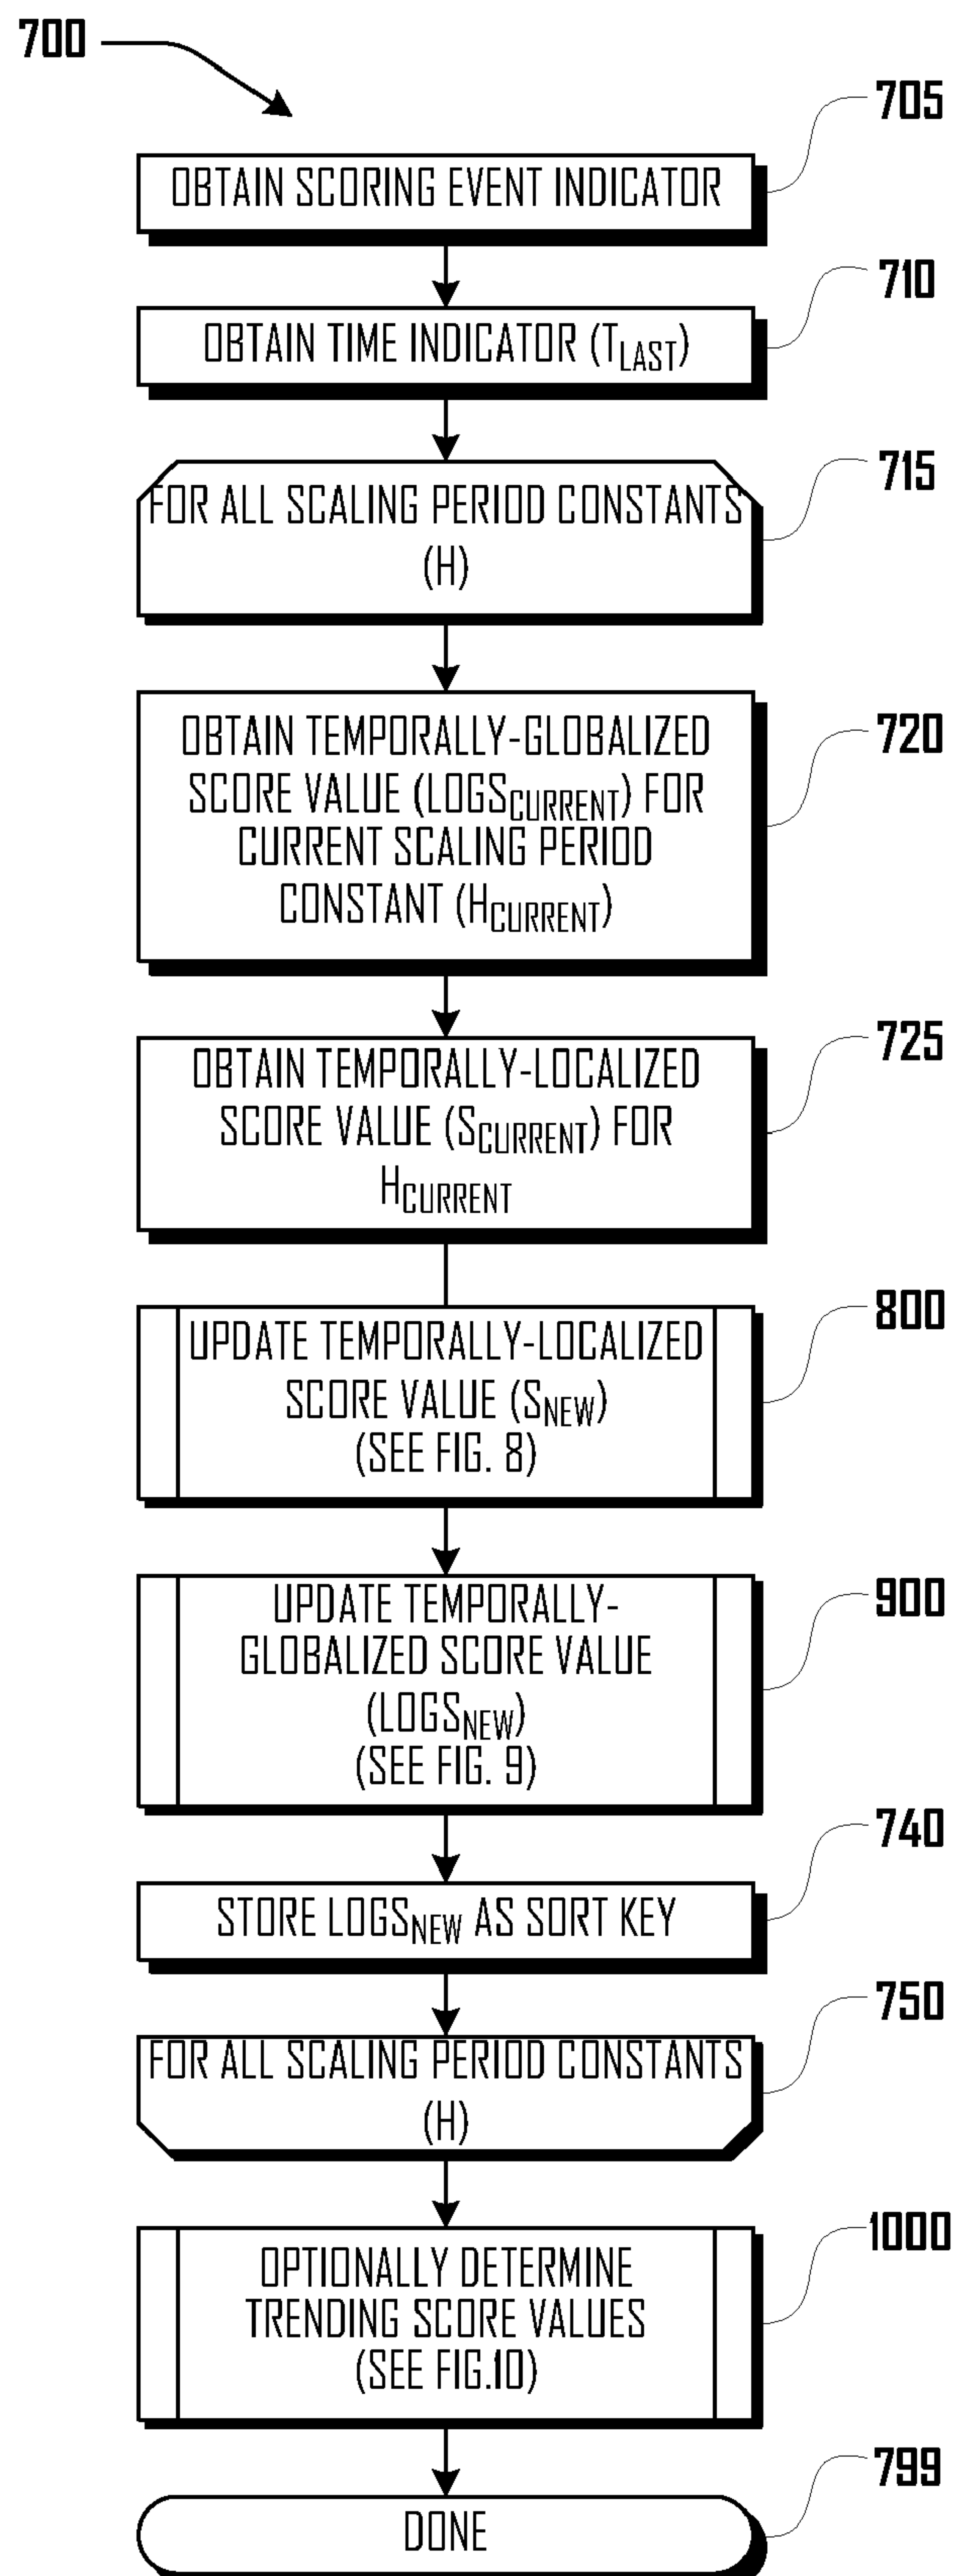 700
705
OBTAIN SCORING EVENT INDICATOR
710
OBTAIN TIME INDICATOR (TLAST)
715
FOR ALL SCALING PERIOD CONSTANTS
(H)
720
OBTAIN TEMPORALLY-GLOBALIZED
SCORE VALUE (LOGSCURRENT) FOR
CURRENT SCALING PERIOD
CONSTANT (HCURRENT)
725
OBTAIN TEMPORALLY-LOCALIZED
SCORE VALUE (SCURRENT) FOR
HCURRENT
800
UPDATE TEMPORALLY-LOCALIZED
SCORE VALUE (SNEW)
(SEE FIG. 8)
900
UPDATE TEMPORALLY-
GLOBALIZED SCORE VALUE
(LOGSNEW)
(SEE FIG. 9)
740
STORE LOGSNEW AS SORT KEY
750
FOR ALL SCALING PERIOD CONSTANTS
(H)
1000
OPTIONALLY DETERMINE
TRENDING SCORE VALUES
(SEE FIG.10)
799
DONE